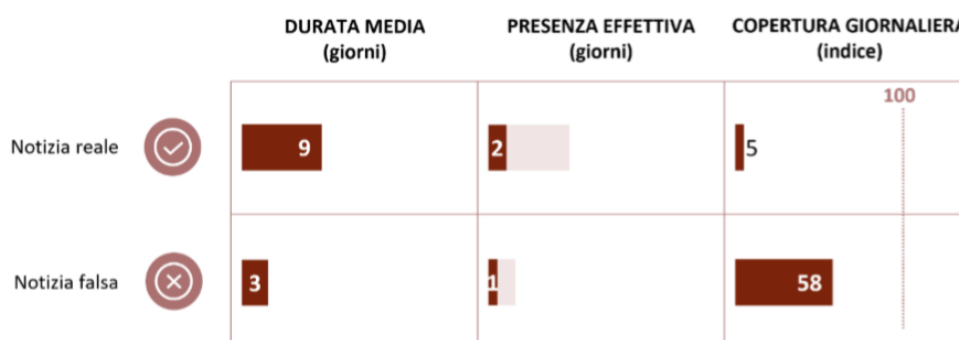 DURATA MEDIA
(giorni)
PRESENZA EFFETTIVA
(giorni)
COPERTURA GIORNALIERA
(indice)
100
Notizia reale
9
2
5
Notizia falsa
3
1
58